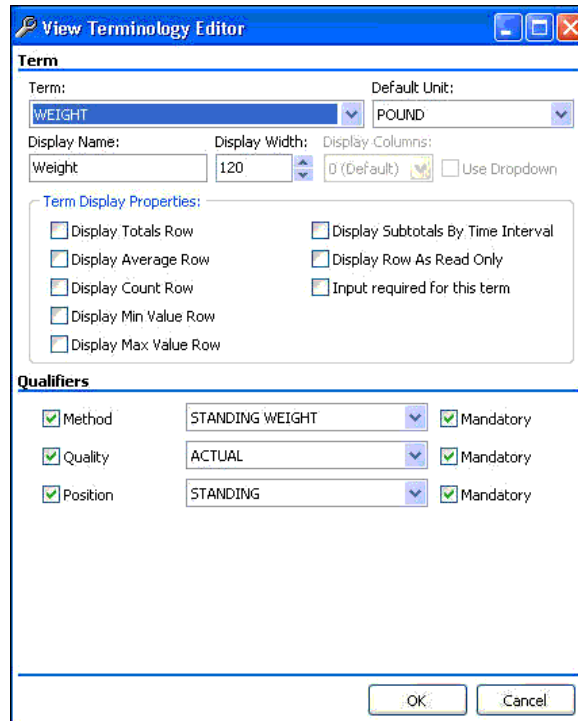 View Terminology Editor
Term
Term: Default Unit:
WEIGHT POUND
Display Name: Display Width: Display Columns:
Weight 120 0 (Default) Use Dropdown
Term Display Properties:
Display Totals Row Display Subtotals By Time Interval
Display Average Row Display Row As Read Only
Display Count Row Input required for this term
Display Min Value Row
Display Max Value Row
Qualifiers
Method STANDING WEIGHT Mandatory
Quality ACTUAL Mandatory
Position STANDING Mandatory
OK Cancel